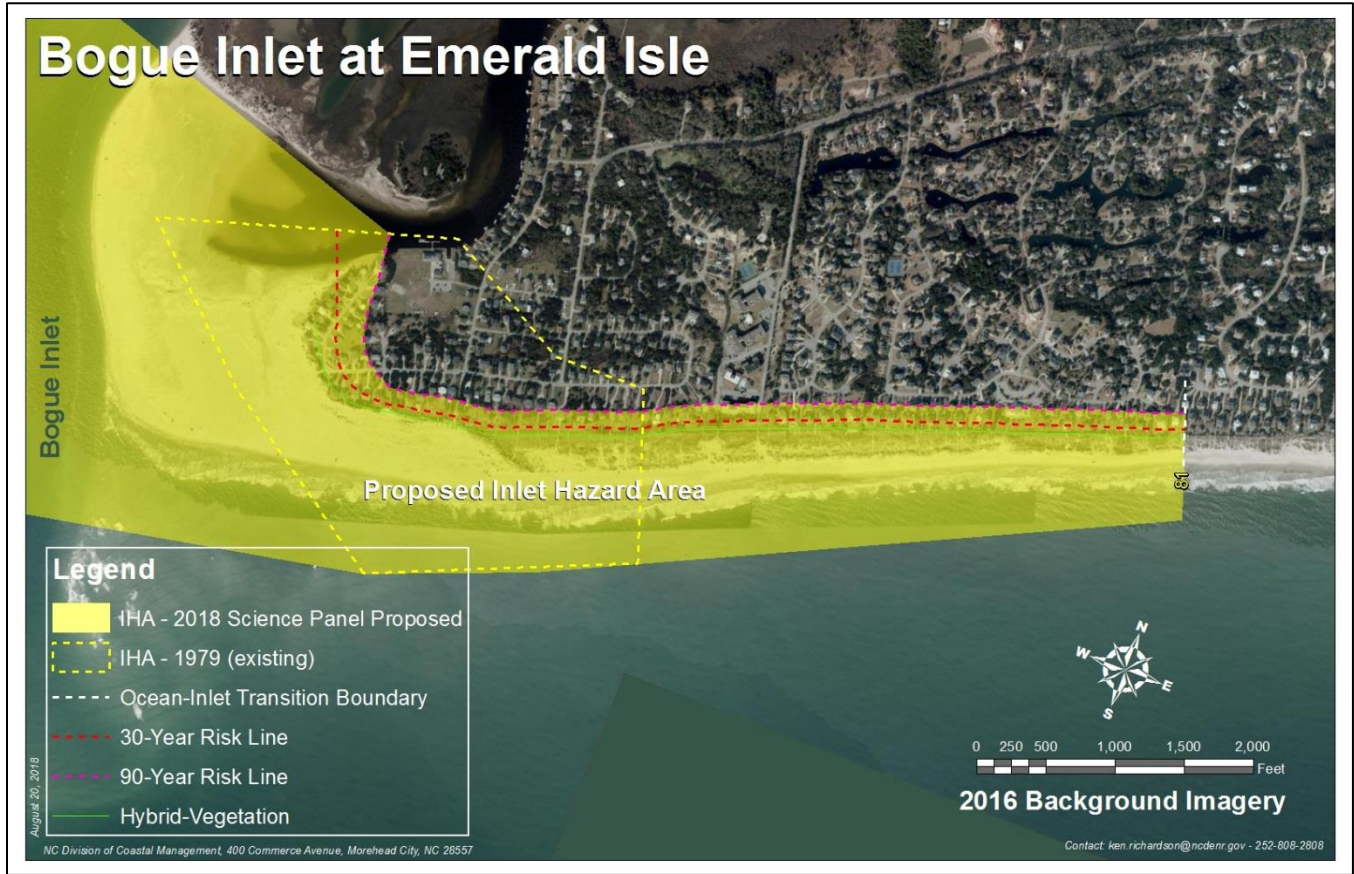 Bogue Inlet at Emerald Isle
Bogue Inlet
Proposed Inlet Hazard Area
81
Legend
IHA - 2018 Science Panel Proposed
IHA - 1979 (existing)
Ocean-Inlet Transition Boundary
30-Year Risk Line
90-Year Risk Line
Hybrid-Vegetation
August 20, 2018
NC Division of Coastal Management, 400 Commerce Avenue, Morehead City, NC 28557
N
W
E
S
0 250 500 1,000 1,500 2,000
Feet
2016 Background Imagery
Contact: ken.richardson@ncdenr.gov - 252-808-2808